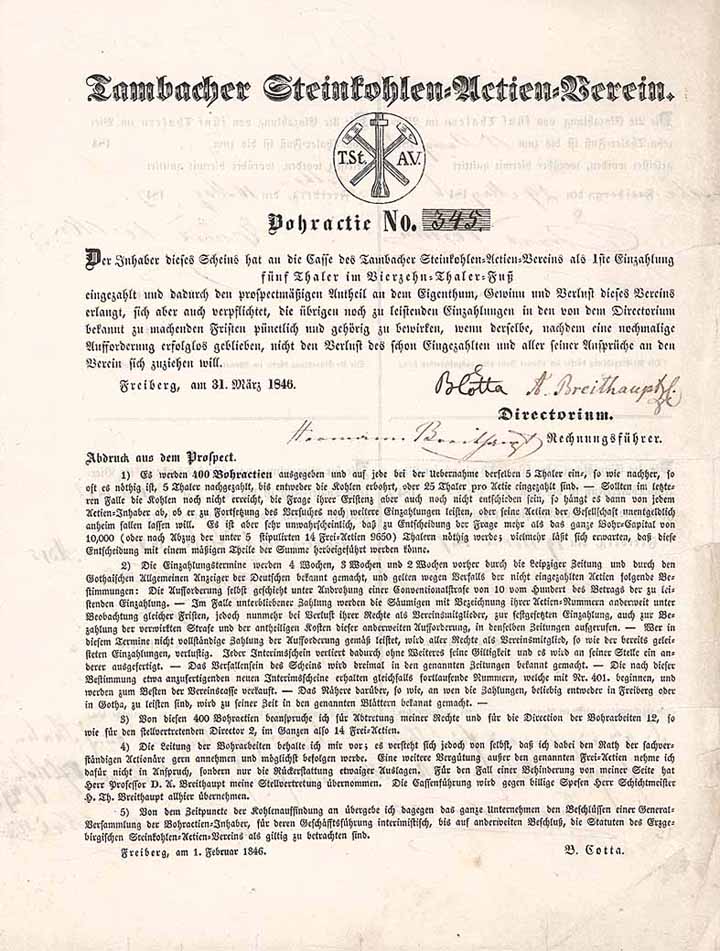 Tambacher Steinkohlen-Actien-Verein.
T.St. A.V.
Bohractie No. 345.
Der Inhaber dieses Scheins hat an die Casse des Tambacher Steinkohlen-Actien-Vereins als 1ste Einzahlung
fünf Thaler im Vierzehn-Thaler-Fuß
eingezahlt und dadurch den prospectmäßigen Antheil an dem Eigenthum, Gewinn und Verlust dieses Vereins
erlangt, sich aber auch verpflichtet, die übrigen noch zu leistenden Einzahlungen in den von dem Directorium
bekannt zu machenden Fristen pünctlich und gehörig zu bewirken, wenn derselbe, nachdem eine nochmalige
Aufforderung erfolglos geblieben, nicht den Verlust des schon Eingezahlten und aller seiner Ansprüche an den
Verein sich zuziehen will.
Freiberg, am 31. März 1846.
B Cotta A. Breithaupt
Directorium.
Hermann Breithaupt Rechnungsführer.
Abdruck aus dem Prospect.
1) Es werden 400 Bohractien ausgegeben und auf jede bei der Uebernahme derselben 5 Thaler ein-, so wie nachher, so
oft es nöthig ist, 5 Thaler nachgezahlt, bis entweder die Kohlen erbohrt, oder 25 Thaler pro Actie eingezahlt sind. — Sollten im letzte-
ren Falle die Kohlen noch nicht erreicht, die Frage ihrer Existenz aber auch noch nicht entschieden sein, so hängt es dann von jedem
Actien-Inhaber ab, ob er zu Fortsetzung des Versuches noch weitere Einzahlungen leisten, oder seine Actien der Gesellschaft unentgeldlich
anheim fallen lassen will. Es ist aber sehr unwahrscheinlich, daß zu Entscheidung der Frage mehr als das ganze Bohr-Capital von
10,000 (oder nach Abzug der unter 5 stipulirten 14 Frei-Actien 9650) Thalern nöthig werde; vielmehr läßt sich erwarten, daß diese
Entscheidung mit einem mäßigen Theile der Summe herbeigeführt werden könne.
2) Die Einzahlungstermine werden 4 Wochen, 3 Wochen und 2 Wochen vorher durch die Leipziger Zeitung und durch den
Gothaischen Allgemeinen Anzeiger der Deutschen bekannt gemacht, und gelten wegen Verfalls der nicht eingezahlten Actien folgende Be-
stimmungen: Die Aufforderung selbst geschieht unter Androhung einer Conventionalstrafe von 10 vom Hundert des Betrags der zu lei-
stenden Einzahlung. — Im Falle unterbliebener Zahlung werden die Säumigen mit Bezeichnung ihrer Actien-Nummern anderweit unter
Beobachtung gleicher Fristen, jedoch nunmehr bei Verlust ihrer Rechte als Vereinsmitglieder, zur festgesetzten Einzahlung, auch zur Be-
zahlung der verwirkten Strafe und der antheiligen Kosten dieser anderweiten Aufforderung, in denselben Zeitungen aufgerufen. — Wer in
diesem Termine nicht vollständige Zahlung der Aufforderung gemäß leistet, wird aller Rechte als Vereinsmitglied, so wie der bereits gelei-
steten Einzahlungen, verlustig. Jeder Interimsschein verliert dadurch ohne Weiteres seine Giltigkeit und es wird an seiner Stelle ein an-
derer ausgefertigt. — Das Verfallensein des Scheins wird dreimal in den genannten Zeitungen bekannt gemacht. — Die nach dieser
Bestimmung etwa anzufertigenden neuen Interimsscheine erhalten gleichfalls fortlaufende Nummern, welche mit Nr. 401. beginnen, und
werden zum Besten der Vereinscasse verkauft. — Das Nähere darüber, so wie, an wen die Zahlungen, beliebig entweder in Freiberg oder
in Gotha, zu leisten sind, wird zu seiner Zeit in den genannten Blättern bekannt gemacht. —
3) Von diesen 400 Bohractien beanspruche ich für Abtretung meiner Rechte und für die Direction der Bohrarbeiten 12, so
wie für den stellvertretenden Director 2, im Ganzen also 14 Frei-Actien.
4) Die Leitung der Bohrarbeiten behalte ich mir vor; es versteht sich jedoch von selbst, daß ich dabei den Rath der sachver-
ständigen Actionäre gern annehmen und möglichst befolgen werde. Eine weitere Vergütung außer den genannten Frei-Actien nehme ich
dafür nicht in Anspruch, sondern nur die Rückerstattung etwaiger Auslagen. Für den Fall einer Behinderung von meiner Seite hat
Herr Professor D. A. Breithaupt meine Stellvertretung übernommen. Die Cassenführung wird gegen billige Spesen Herr Schichtmeister
H. Th. Breithaupt allhier übernehmen.
5) Von dem Zeitpuncte der Kohlenauffindung an übergebe ich dagegen das ganze Unternehmen den Beschlüssen einer General-
Versammlung der Bohractien-Inhaber, für deren Geschäftsführung interimistisch, bis auf anderweiten Beschluß, die Statuten des Erzge-
birgischen Steinkohlen-Actien-Vereins als giltig zu betrachten sind.
Freiberg, am 1. Februar 1846.
B. Cotta.